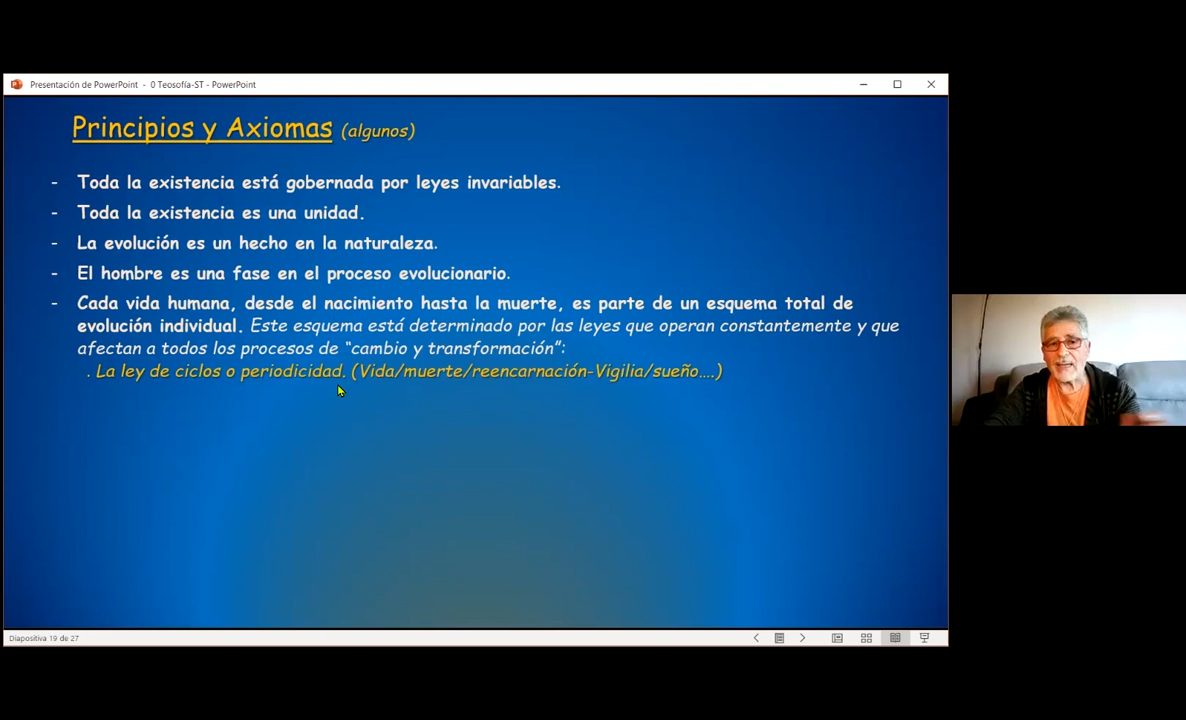 Presentación de PowerPoint - 0 Teosofía-ST - PowerPoint
Principios y Axiomas (algunos)
- Toda la existencia está gobernada por leyes invariables.
- Toda la existencia es una unidad.
- La evolución es un hecho en la naturaleza.
- El hombre es una fase en el proceso evolucionario.
- Cada vida humana, desde el nacimiento hasta la muerte, es parte de un esquema total de
evolución individual. Este esquema está determinado por las leyes que operan constantemente y que
afectan a todos los procesos de “cambio y transformación”:
. La ley de ciclos o periodicidad. (Vida/muerte/reencarnación-Vigilia/sueño....)
Diapositiva 19 de 27